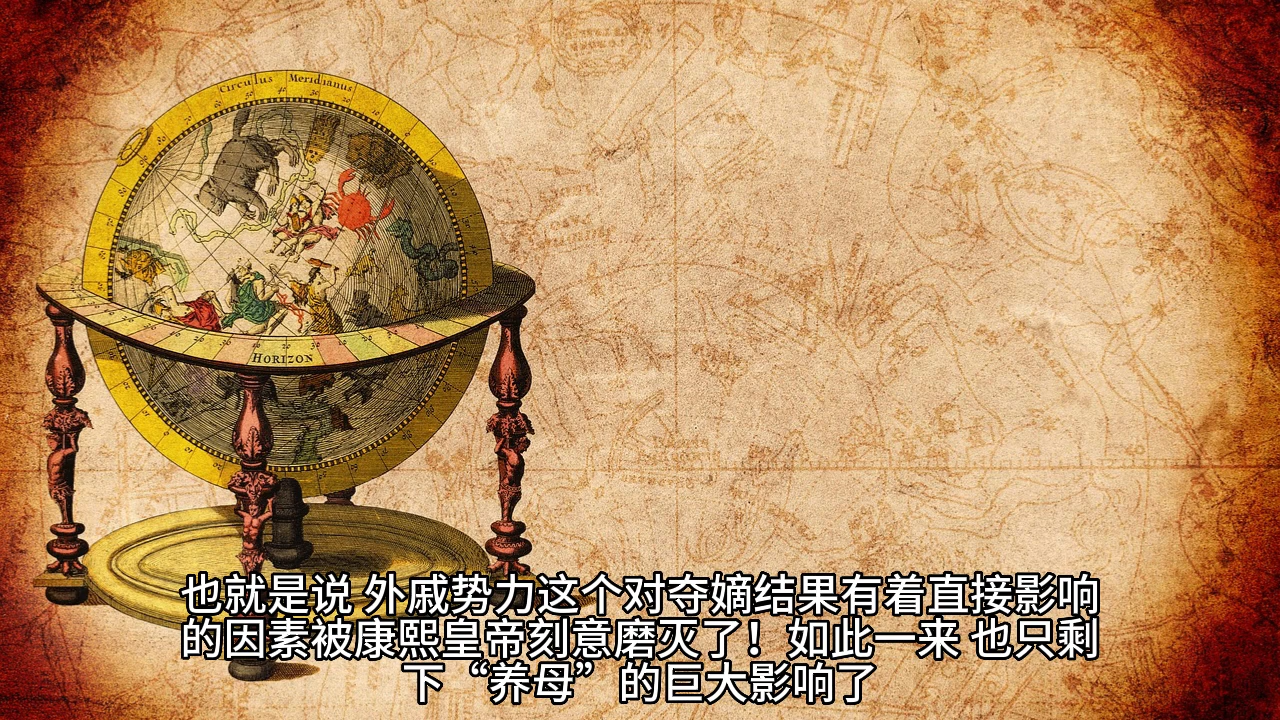 Circulus Meridianus
HORIZON
也就是说 外戚势力这个对夺嫡结果有着直接影响
的因素被康熙皇帝刻意磨灭了！如此一来 也只剩
下“养母”的巨大影响了